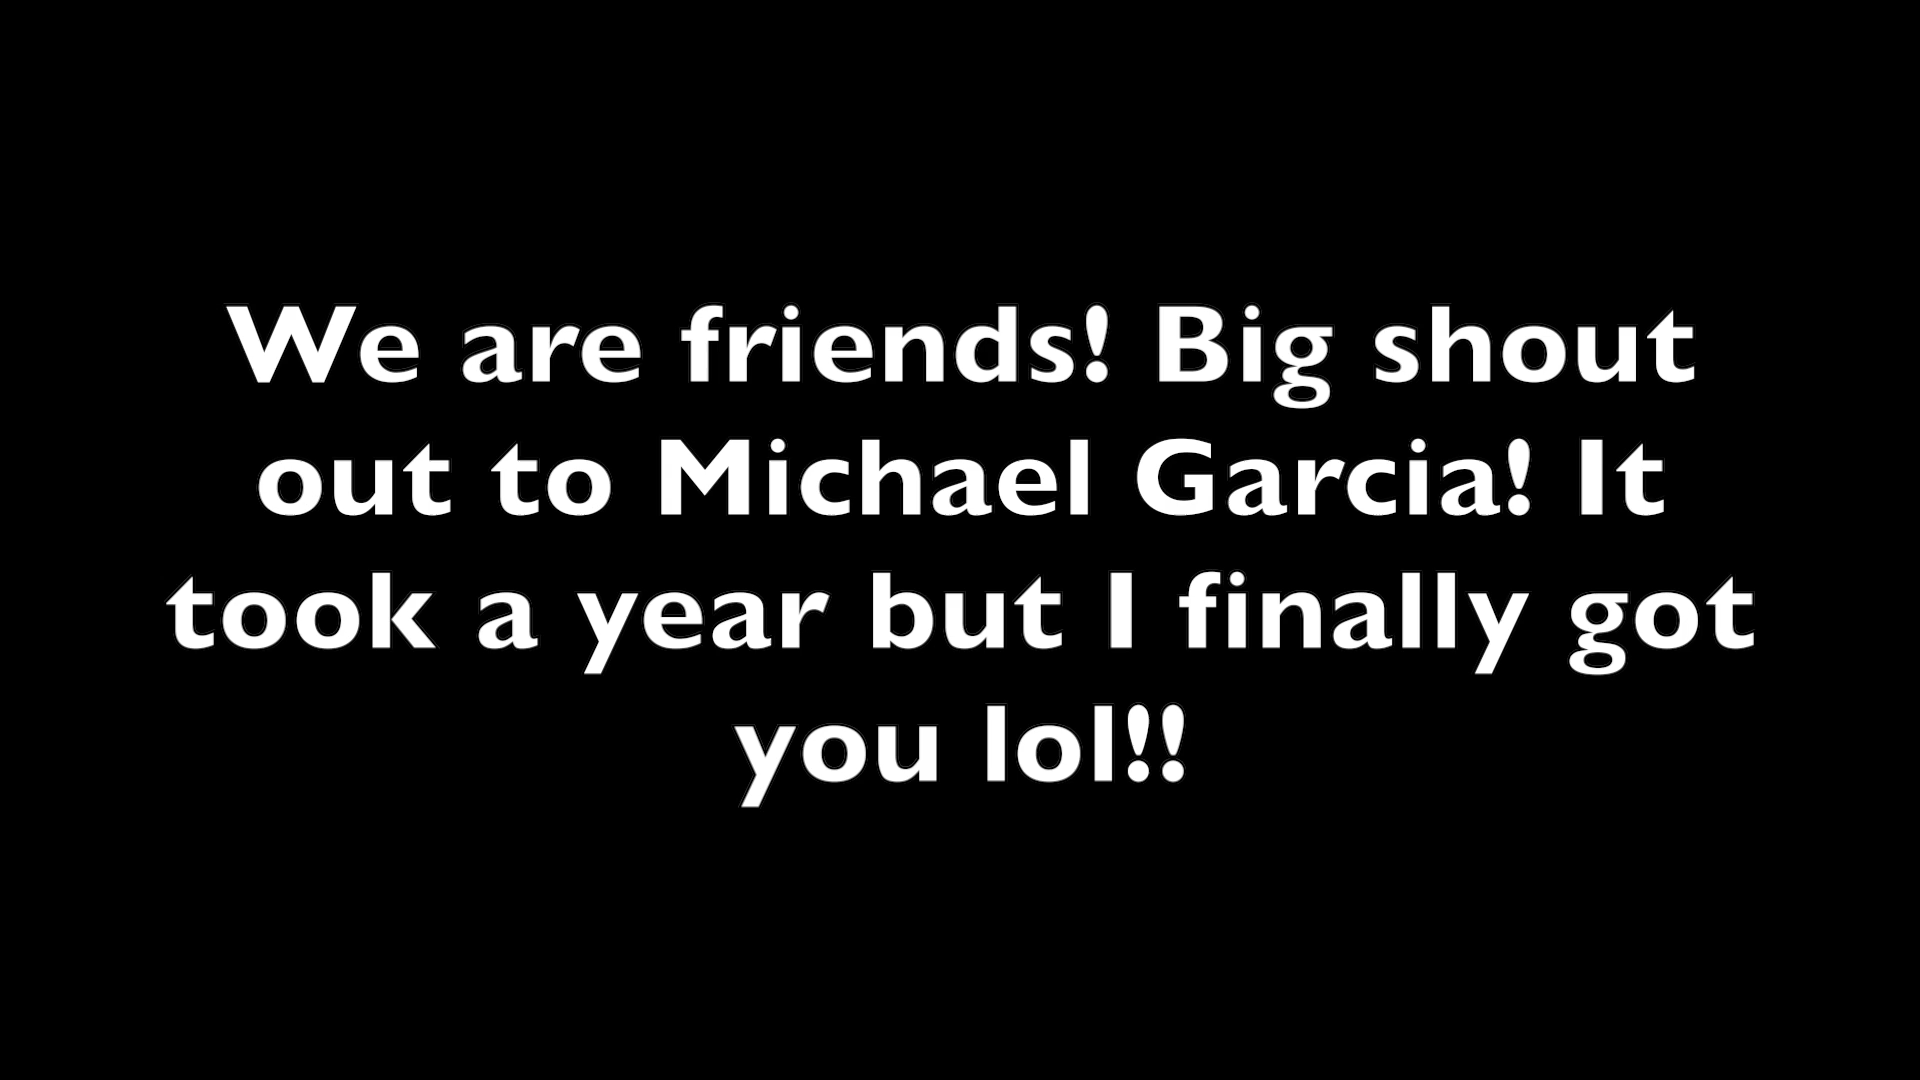 We are friends! Big shout
out to Michael Garcia! It
took a year but I finally got
you lol!!